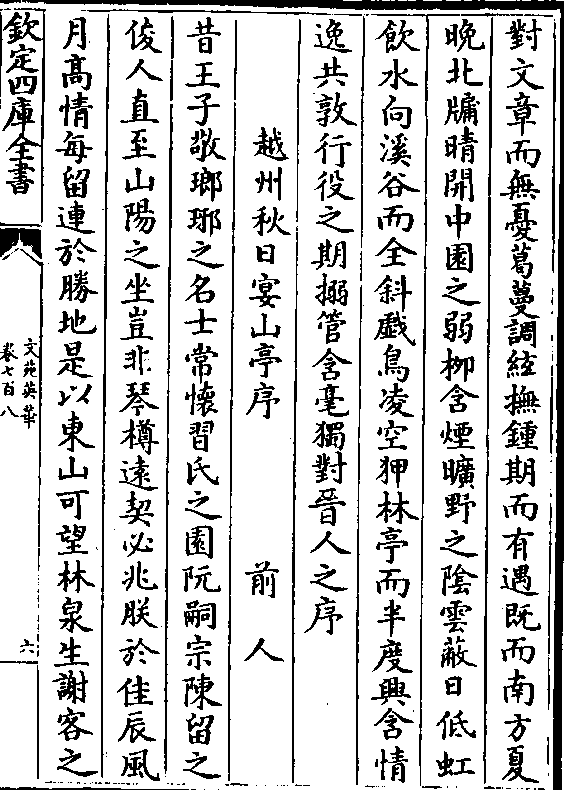 對文章而無憂葛蔓調絃撫鍾期而有遇既而南方夏
晚北牖晴開中園之弱栁含煙曠野之陰雲蔽日低虹
飲水向溪谷而全斜戲鳥凌空狎林亭而半度興含情
逸共敦行役之期搦管含毫獨對晉人之序
越州秋日宴山亭序 前人
昔王子敬瑯琊之名士常懷習氏之園阮嗣宗陳留之
俊人直至山陽之坐豈非琴樽遠契必兆朕於佳辰風
月髙情每留連於勝地是以東山可望林泉生謝客之
欽定四庫全書
文苑英華
卷七百八
六